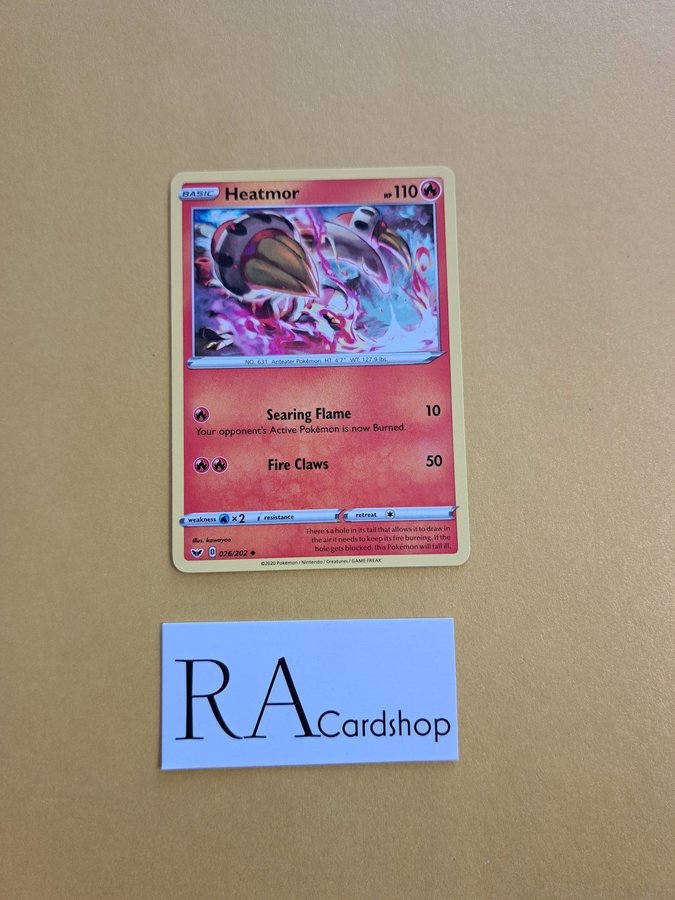 BASIC Heatmor HP 110
NO. 631 Anteater Pokémon HT: 4'7" WT: 127.9 lbs.
Searing Flame 10
Your opponent's Active Pokémon is now Burned.
Fire Claws 50
weakness ×2 resistance retreat
Illus. kawayoo
There's a hole in its tail that allows it to draw in
the air it needs to keep its fire burning. If the
hole gets blocked, this Pokémon will fall ill.
D 026/202
©2020 Pokémon / Nintendo / Creatures / GAME FREAK
RA Cardshop